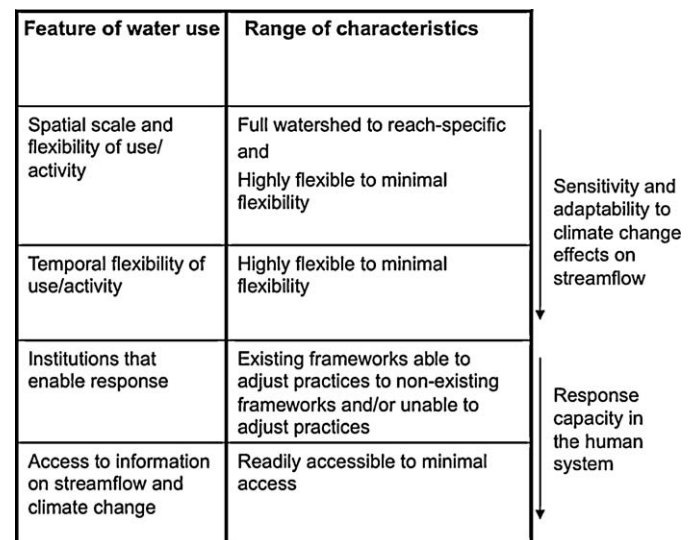 Feature of water use
Range of characteristics
Spatial scale and
flexibility of use/
activity
Full watershed to reach-specific
and
Highly flexible to minimal
flexibility
Temporal flexibility of
use/activity
Highly flexible to minimal
flexibility
Sensitivity and
adaptability to
climate change
effects on
streamflow
Institutions that
enable response
Existing frameworks able to
adjust practices to non-existing
frameworks and/or unable to
adjust practices
Access to information
on streamflow and
climate change
Readily accessible to minimal
access
Response
capacity in
the human
system